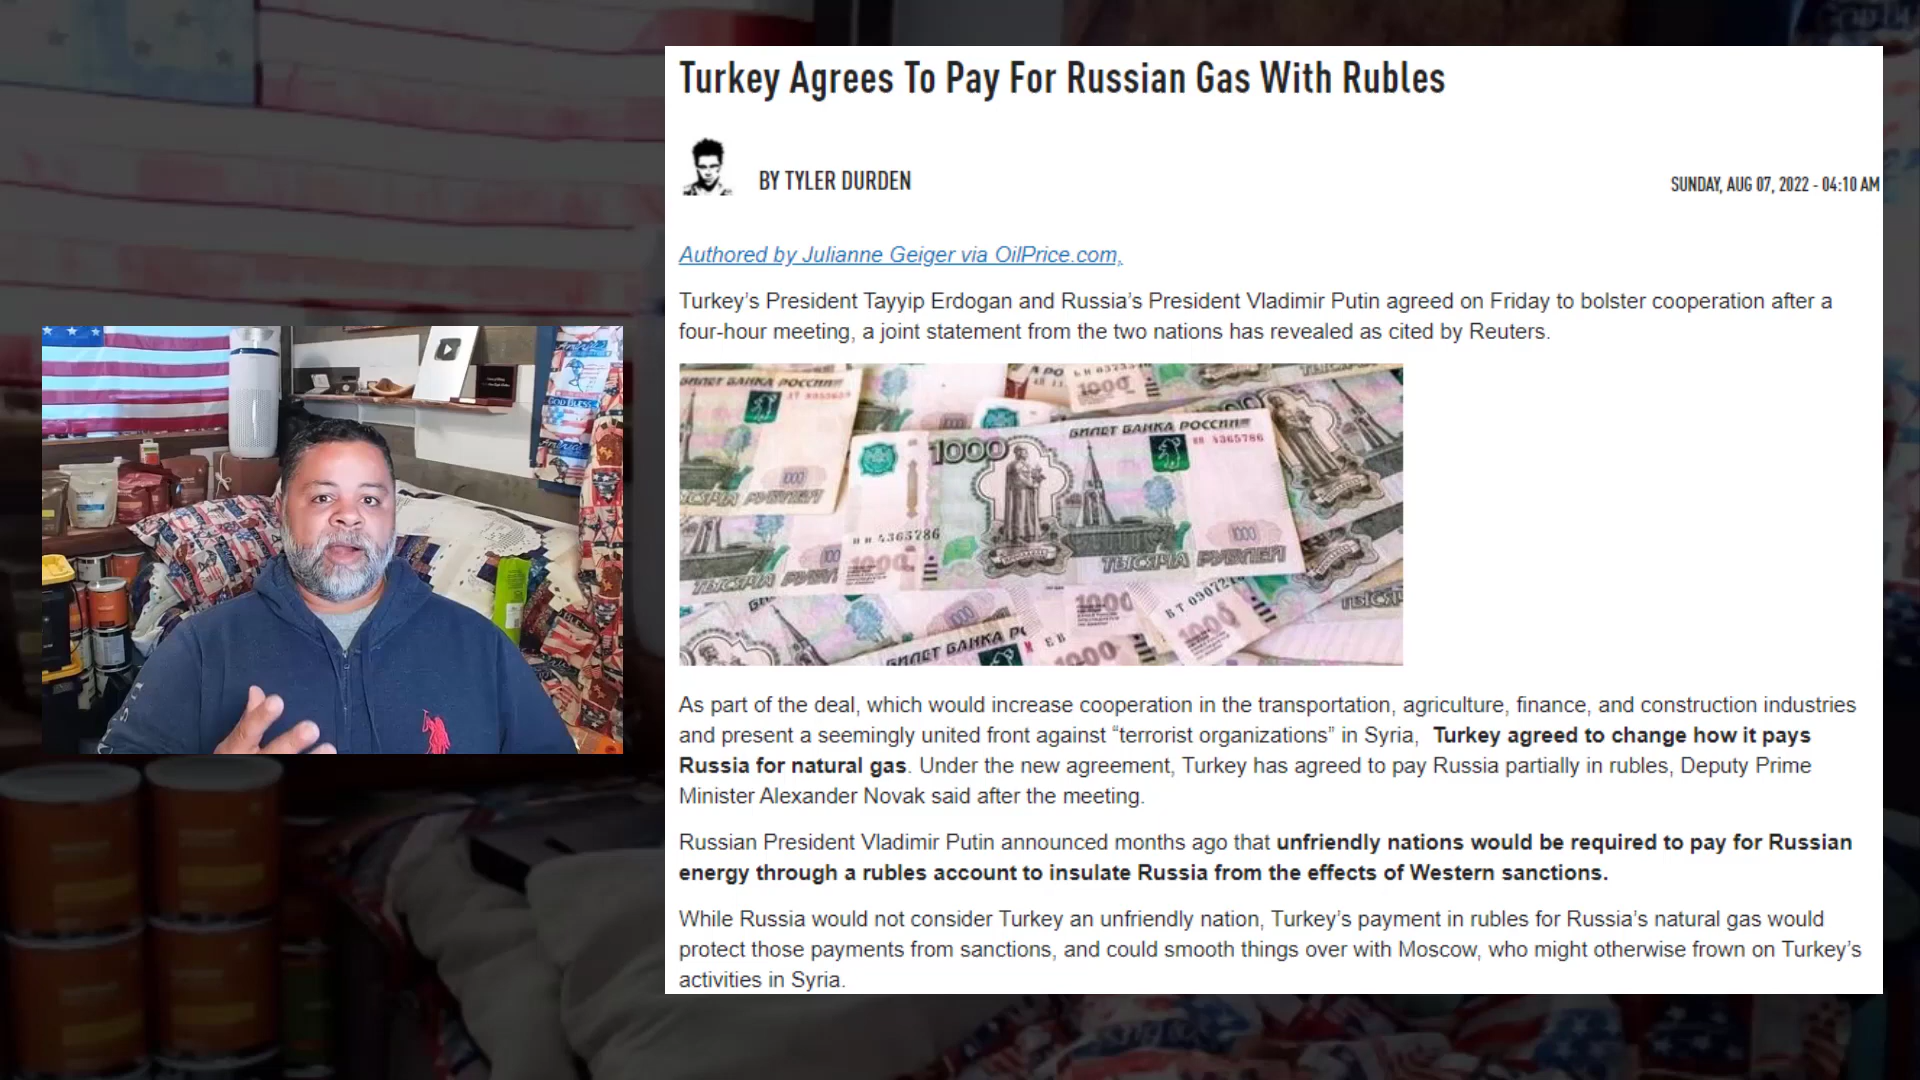 Turkey Agrees To Pay For Russian Gas With Rubles
BY TYLER DURDEN
SUNDAY, AUG 07, 2022 - 04:10 AM
Authored by Julianne Geiger via OilPrice.com,
Turkey’s President Tayyip Erdogan and Russia’s President Vladimir Putin agreed on Friday to bolster cooperation after a
four-hour meeting, a joint statement from the two nations has revealed as cited by Reuters.
БИЛЕТ БАНКА РОССИИ
1000
БИЛЕТ БАНКА РОССИИ
4365786
1000
1000
4365786
ТЫСЯЧА РУБЛЕЙ
1000
1000
As part of the deal, which would increase cooperation in the transportation, agriculture, finance, and construction industries
and present a seemingly united front against “terrorist organizations” in Syria, Turkey agreed to change how it pays
Russia for natural gas. Under the new agreement, Turkey has agreed to pay Russia partially in rubles, Deputy Prime
Minister Alexander Novak said after the meeting.
Russian President Vladimir Putin announced months ago that unfriendly nations would be required to pay for Russian
energy through a rubles account to insulate Russia from the effects of Western sanctions.
While Russia would not consider Turkey an unfriendly nation, Turkey’s payment in rubles for Russia’s natural gas would
protect those payments from sanctions, and could smooth things over with Moscow, who might otherwise frown on Turkey’s
activities in Syria.